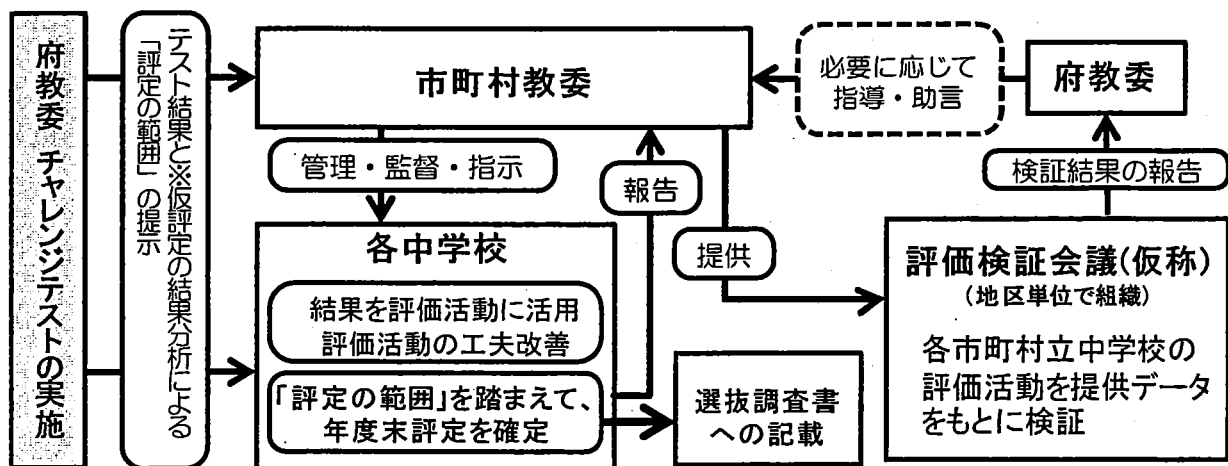 府教委 チャレンジテストの実施
テスト結果と※仮評定の結果分析による
「評定の範囲」の提示
市町村教委
必要に応じて
指導・助言
府教委
管理・監督・指示
報告
検証結果の報告
各中学校
提供
評価検証会議(仮称)
(地区単位で組織)
結果を評価活動に活用
評価活動の工夫改善
各市町村立中学校の
評価活動を提供データ
をもとに検証
「評定の範囲」を踏まえて、
年度末評定を確定
選抜調査書
への記載